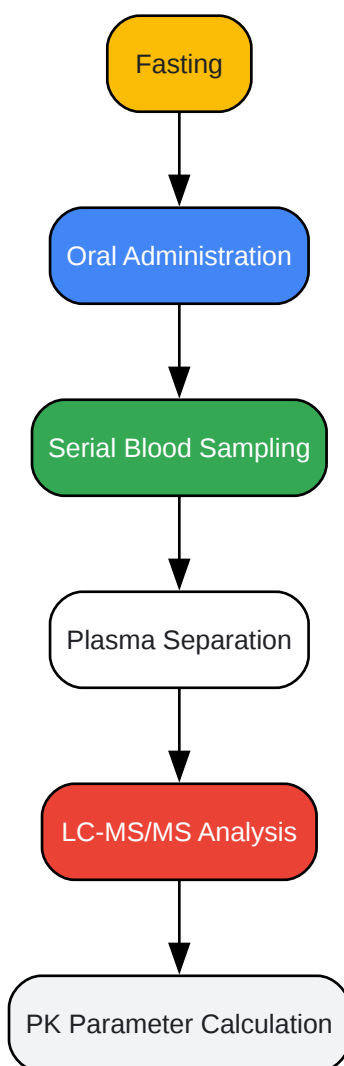 Fasting
Oral Administration
Serial Blood Sampling
Plasma Separation
LC-MS/MS Analysis
PK Parameter Calculation